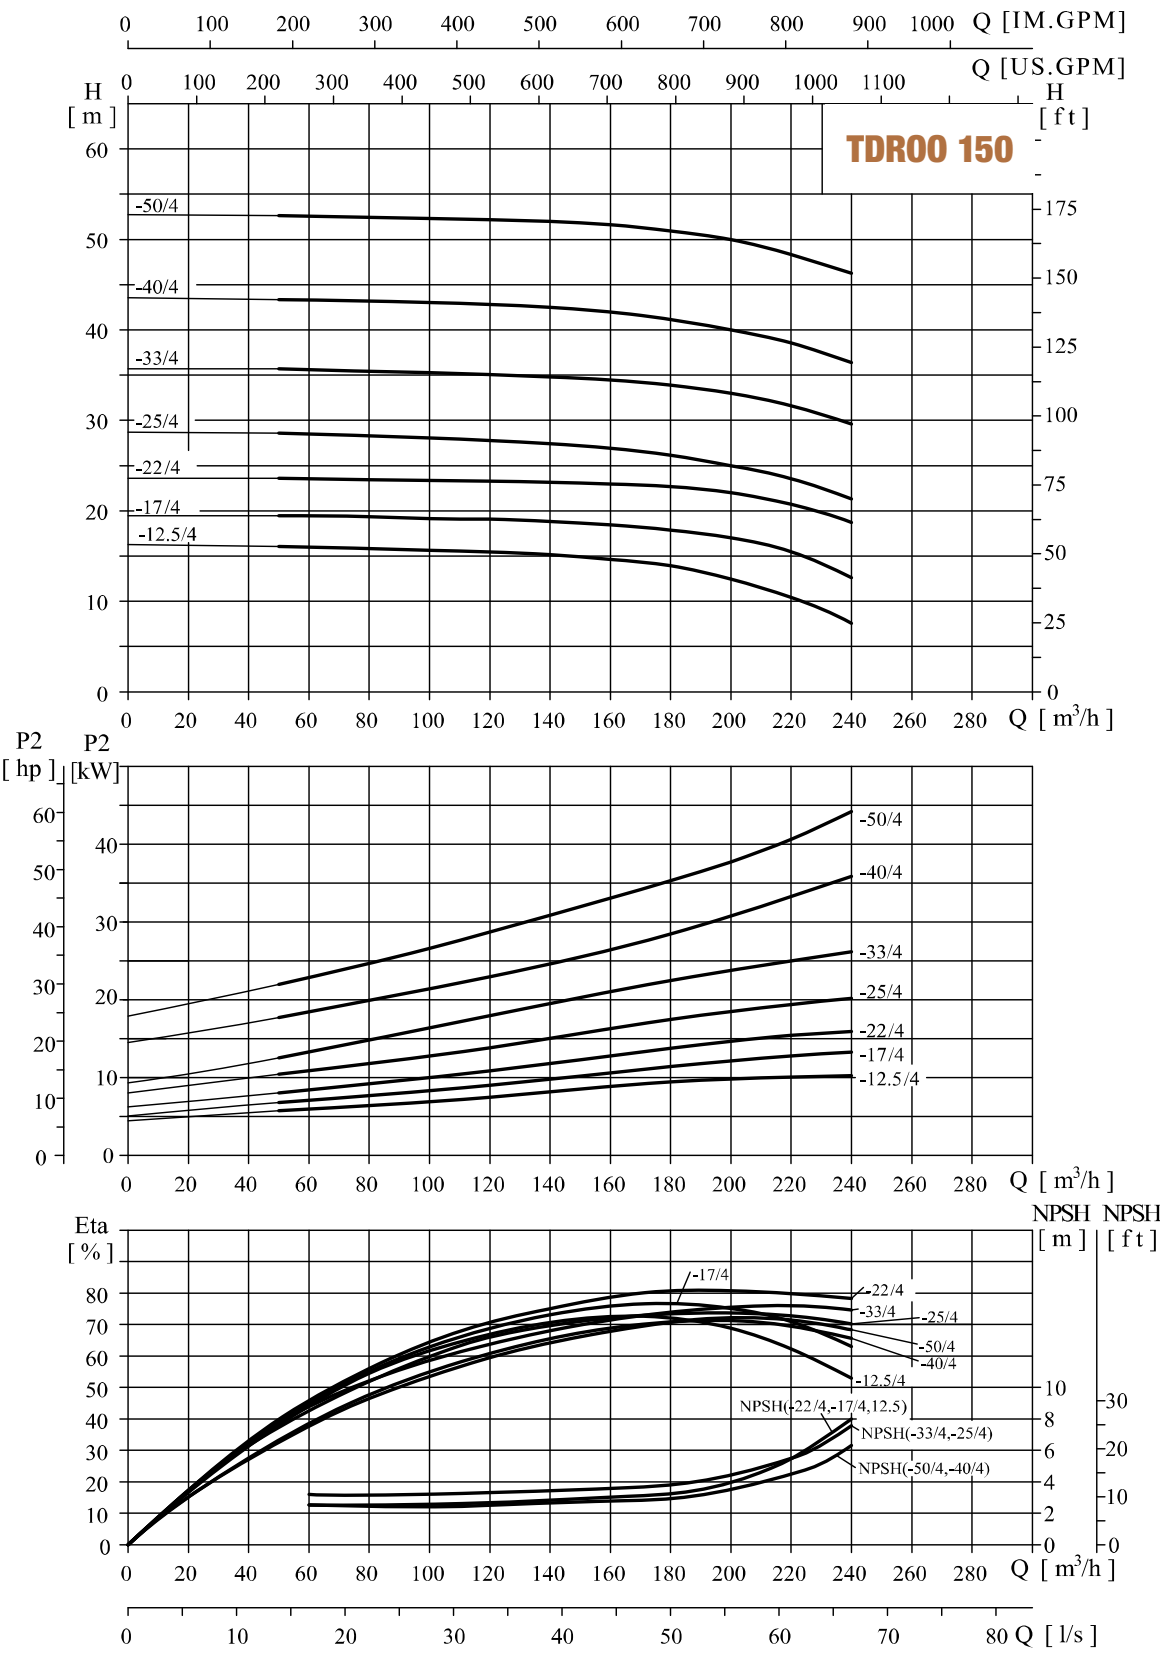 0 100 200 300 400 500 600 700 800 900 1000 Q [IM.GPM]
0 100 200 300 400 500 600 700 800 900 1000 1100 Q [US.GPM]
H
[ m ]
H
[ ft ]
TDR00 150
60
50
40
30
20
10
0
-50/4
-40/4
-33/4
-25/4
-22/4
-17/4
-12.5/4
175
150
125
100
75
50
25
0
0 20 40 60 80 100 120 140 160 180 200 220 240 260 280 Q [ m³/h ]
P2
[ hp ]
P2
[kW]
60
50
40
30
20
10
0
40
30
20
10
0
-50/4
-40/4
-33/4
-25/4
-22/4
-17/4
-12.5/4
0 20 40 60 80 100 120 140 160 180 200 220 240 260 280 Q [ m³/h ]
Eta
[ % ]
NPSH
[ m ]
NPSH
[ ft ]
80
70
60
50
40
30
20
10
0
-17/4
-22/4
-33/4
-25/4
-50/4
-40/4
-12.5/4
NPSH(-22/4,-17/4,12.5)
NPSH(-33/4,-25/4)
NPSH(-50/4,-40/4)
10
8
6
4
2
0
30
20
10
0
0 20 40 60 80 100 120 140 160 180 200 220 240 260 280 Q [ m³/h ]
0 10 20 30 40 50 60 70 80 Q [ l/s ]